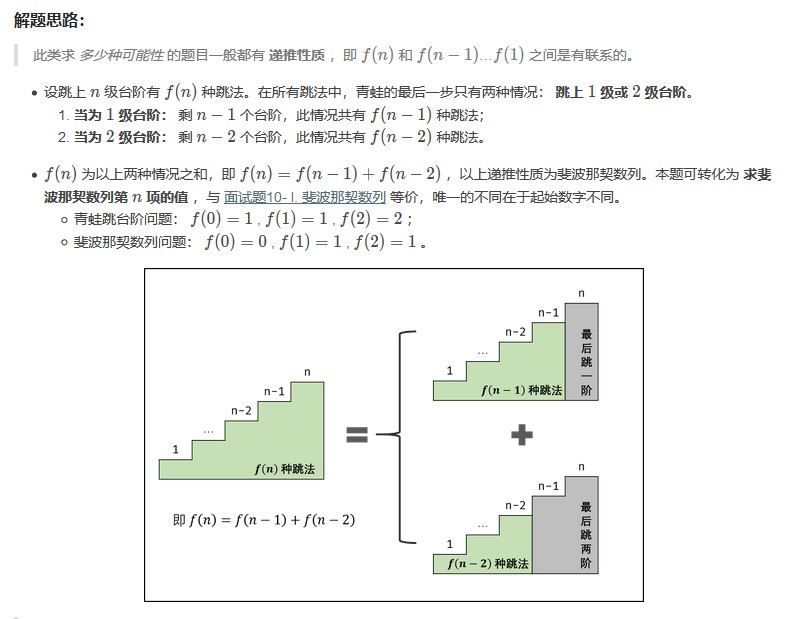 解题思路：
此类求 多少种可能性 的题目一般都有 递推性质 ，即 f(n) 和 f(n−1)…f(1) 之间是有联系的。
• 设跳上 n 级台阶有 f(n) 种跳法。在所有跳法中，青蛙的最后一步只有两种情况： 跳上 1 级或 2 级台阶。
1. 当为 1 级台阶： 剩 n−1 个台阶，此情况共有 f(n−1) 种跳法；
2. 当为 2 级台阶： 剩 n−2 个台阶，此情况共有 f(n−2) 种跳法。
• f(n) 为以上两种情况之和，即 f(n)=f(n−1)+f(n−2) ，以上递推性质为斐波那契数列。本题可转化为 求斐
波那契数列第 n 项的值 ，与 面试题10- I. 斐波那契数列 等价，唯一的不同在于起始数字不同。
○ 青蛙跳台阶问题： f(0)=1 , f(1)=1 , f(2)=2 ；
○ 斐波那契数列问题： f(0)=0 , f(1)=1 , f(2)=1 。
1
…
n-2
n-1
n
f(n) 种跳法
即 f(n) = f(n − 1) + f(n − 2)
=
1
…
n-2
n-1
n
f(n − 1) 种跳法
最后跳一阶
+
1
…
n-2
n-1
n
f(n − 2) 种跳法
最后跳两阶